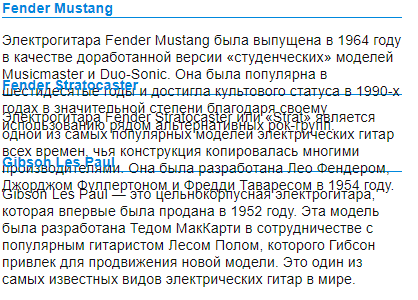 Fender Mustang
Электрогитара Fender Mustang была выпущена в 1964 году
в качестве доработанной версии «студенческих» моделей
Musicmaster и Duo-Sonic. Она была популярна в
шестидесятые годы и достигла культового статуса в 1990-х
годах в значительной степени благодаря своему
использованию рядом альтернативных рок-групп.
Fender Stratocaster
Электрогитара Fender Stratocaster или «Strat» является
одной из самых популярных моделей электрических гитар
всех времен, чья конструкция копировалась многими
производителями. Она была разработана Лео Фендером,
Джорджом Фуллертоном и Фредди Таваресом в 1954 году.
Gibson Les Paul
Gibson Les Paul — это цельнокорпусная электрогитара,
которая впервые была продана в 1952 году. Эта модель
была разработана Тедом МакКарти в сотрудничестве с
популярным гитаристом Лесом Полом, которого Гибсон
привлек для продвижения новой модели. Это один из
самых известных видов электрических гитар в мире.